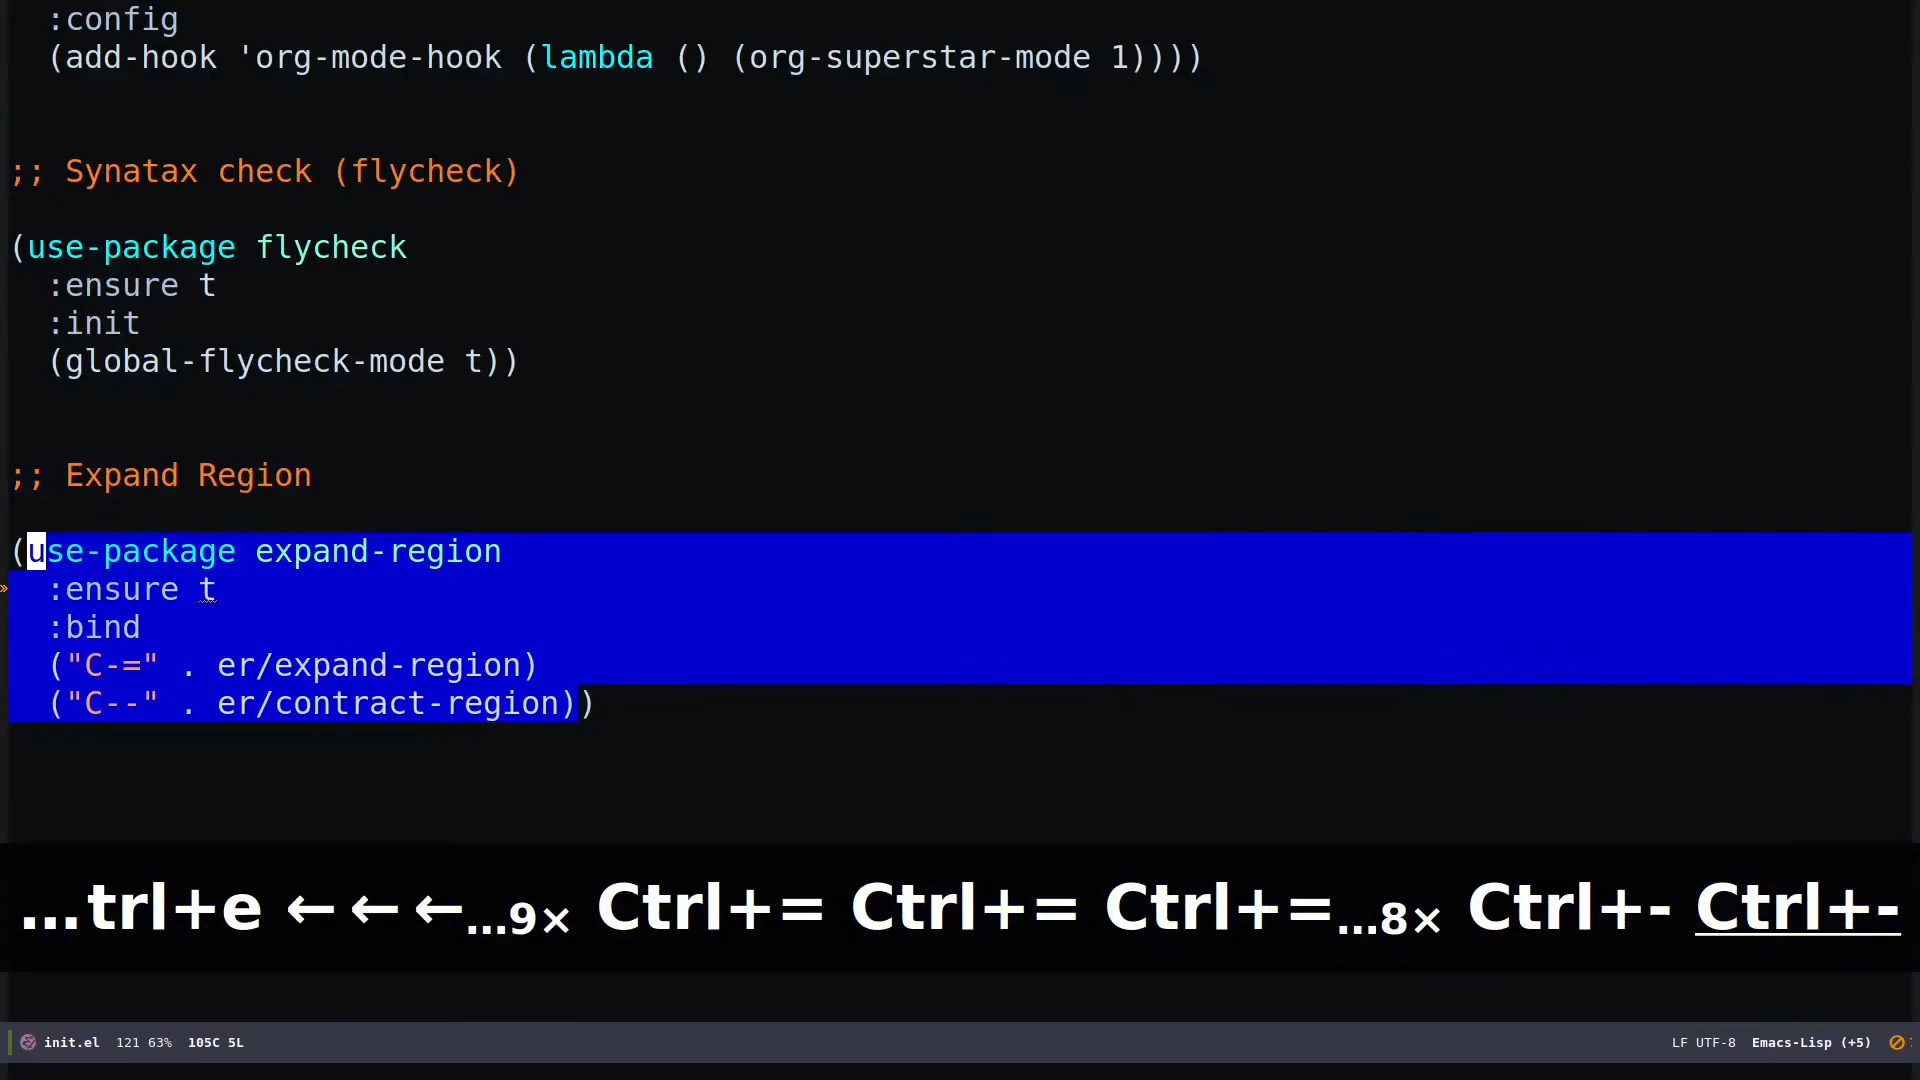 :config
(add-hook 'org-mode-hook (lambda () (org-superstar-mode 1))))
;; Synatax check (flycheck)
(use-package flycheck
:ensure t
:init
(global-flycheck-mode t))
;; Expand Region
(use-package expand-region
» :ensure t
:bind
("C-=" . er/expand-region)
("C--" . er/contract-region))
…trl+e ←←←…9× Ctrl+= Ctrl+= Ctrl+=…8× Ctrl+- Ctrl+-
init.el 121 63% 105C 5L LF UTF-8 Emacs-Lisp (+5)